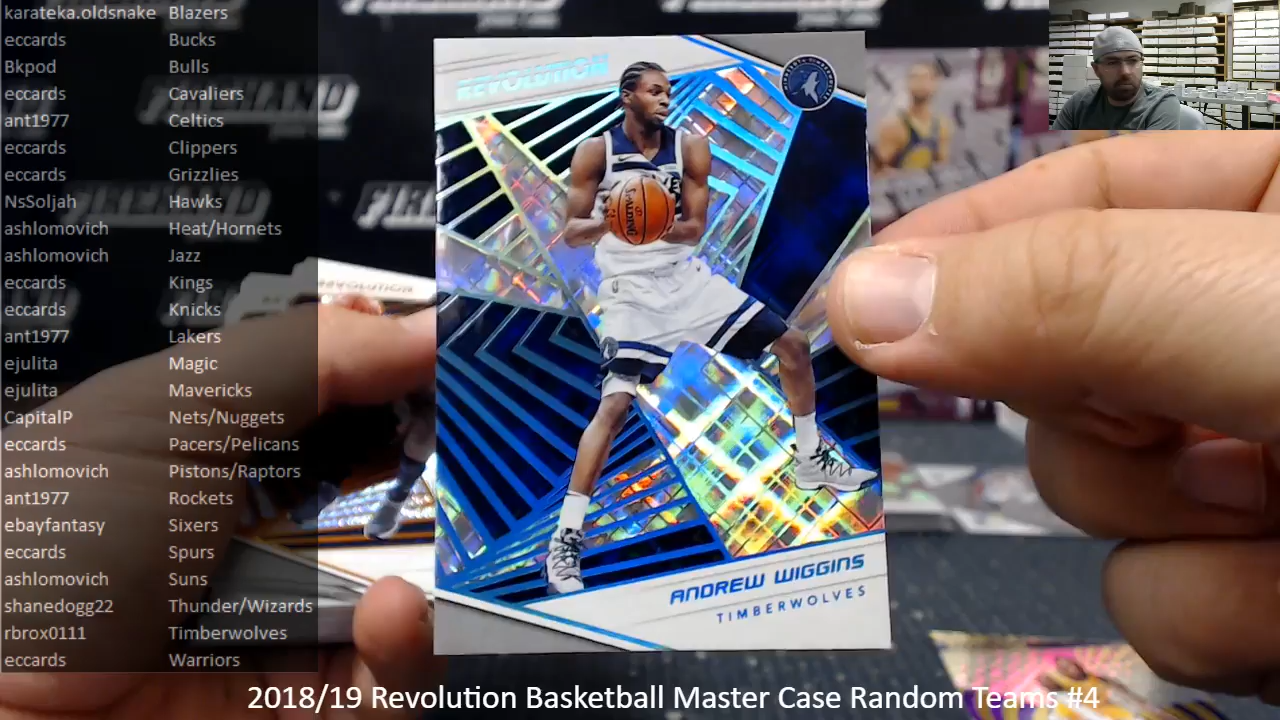 karateka.oldsnake Blazers
eccards Bucks
Bkpod Bulls
eccards Cavaliers
ant1977 Celtics
eccards Clippers
eccards Grizzlies
NsSoljah Hawks
ashlomovich Heat/Hornets
ashlomovich Jazz
eccards Kings
eccards Knicks
ant1977 Lakers
ejulita Magic
ejulita Mavericks
CapitalP Nets/Nuggets
eccards Pacers/Pelicans
ashlomovich Pistons/Raptors
ant1977 Rockets
ebayfantasy Sixers
eccards Spurs
ashlomovich Suns
shanedogg22 Thunder/Wizards
rbrox0111 Timberwolves
eccards Warriors
REVOLUTION
SPALDING
ANDREW WIGGINS
TIMBERWOLVES
REVOLUTION
2018/19 Revolution Basketball Master Case Random Teams #4